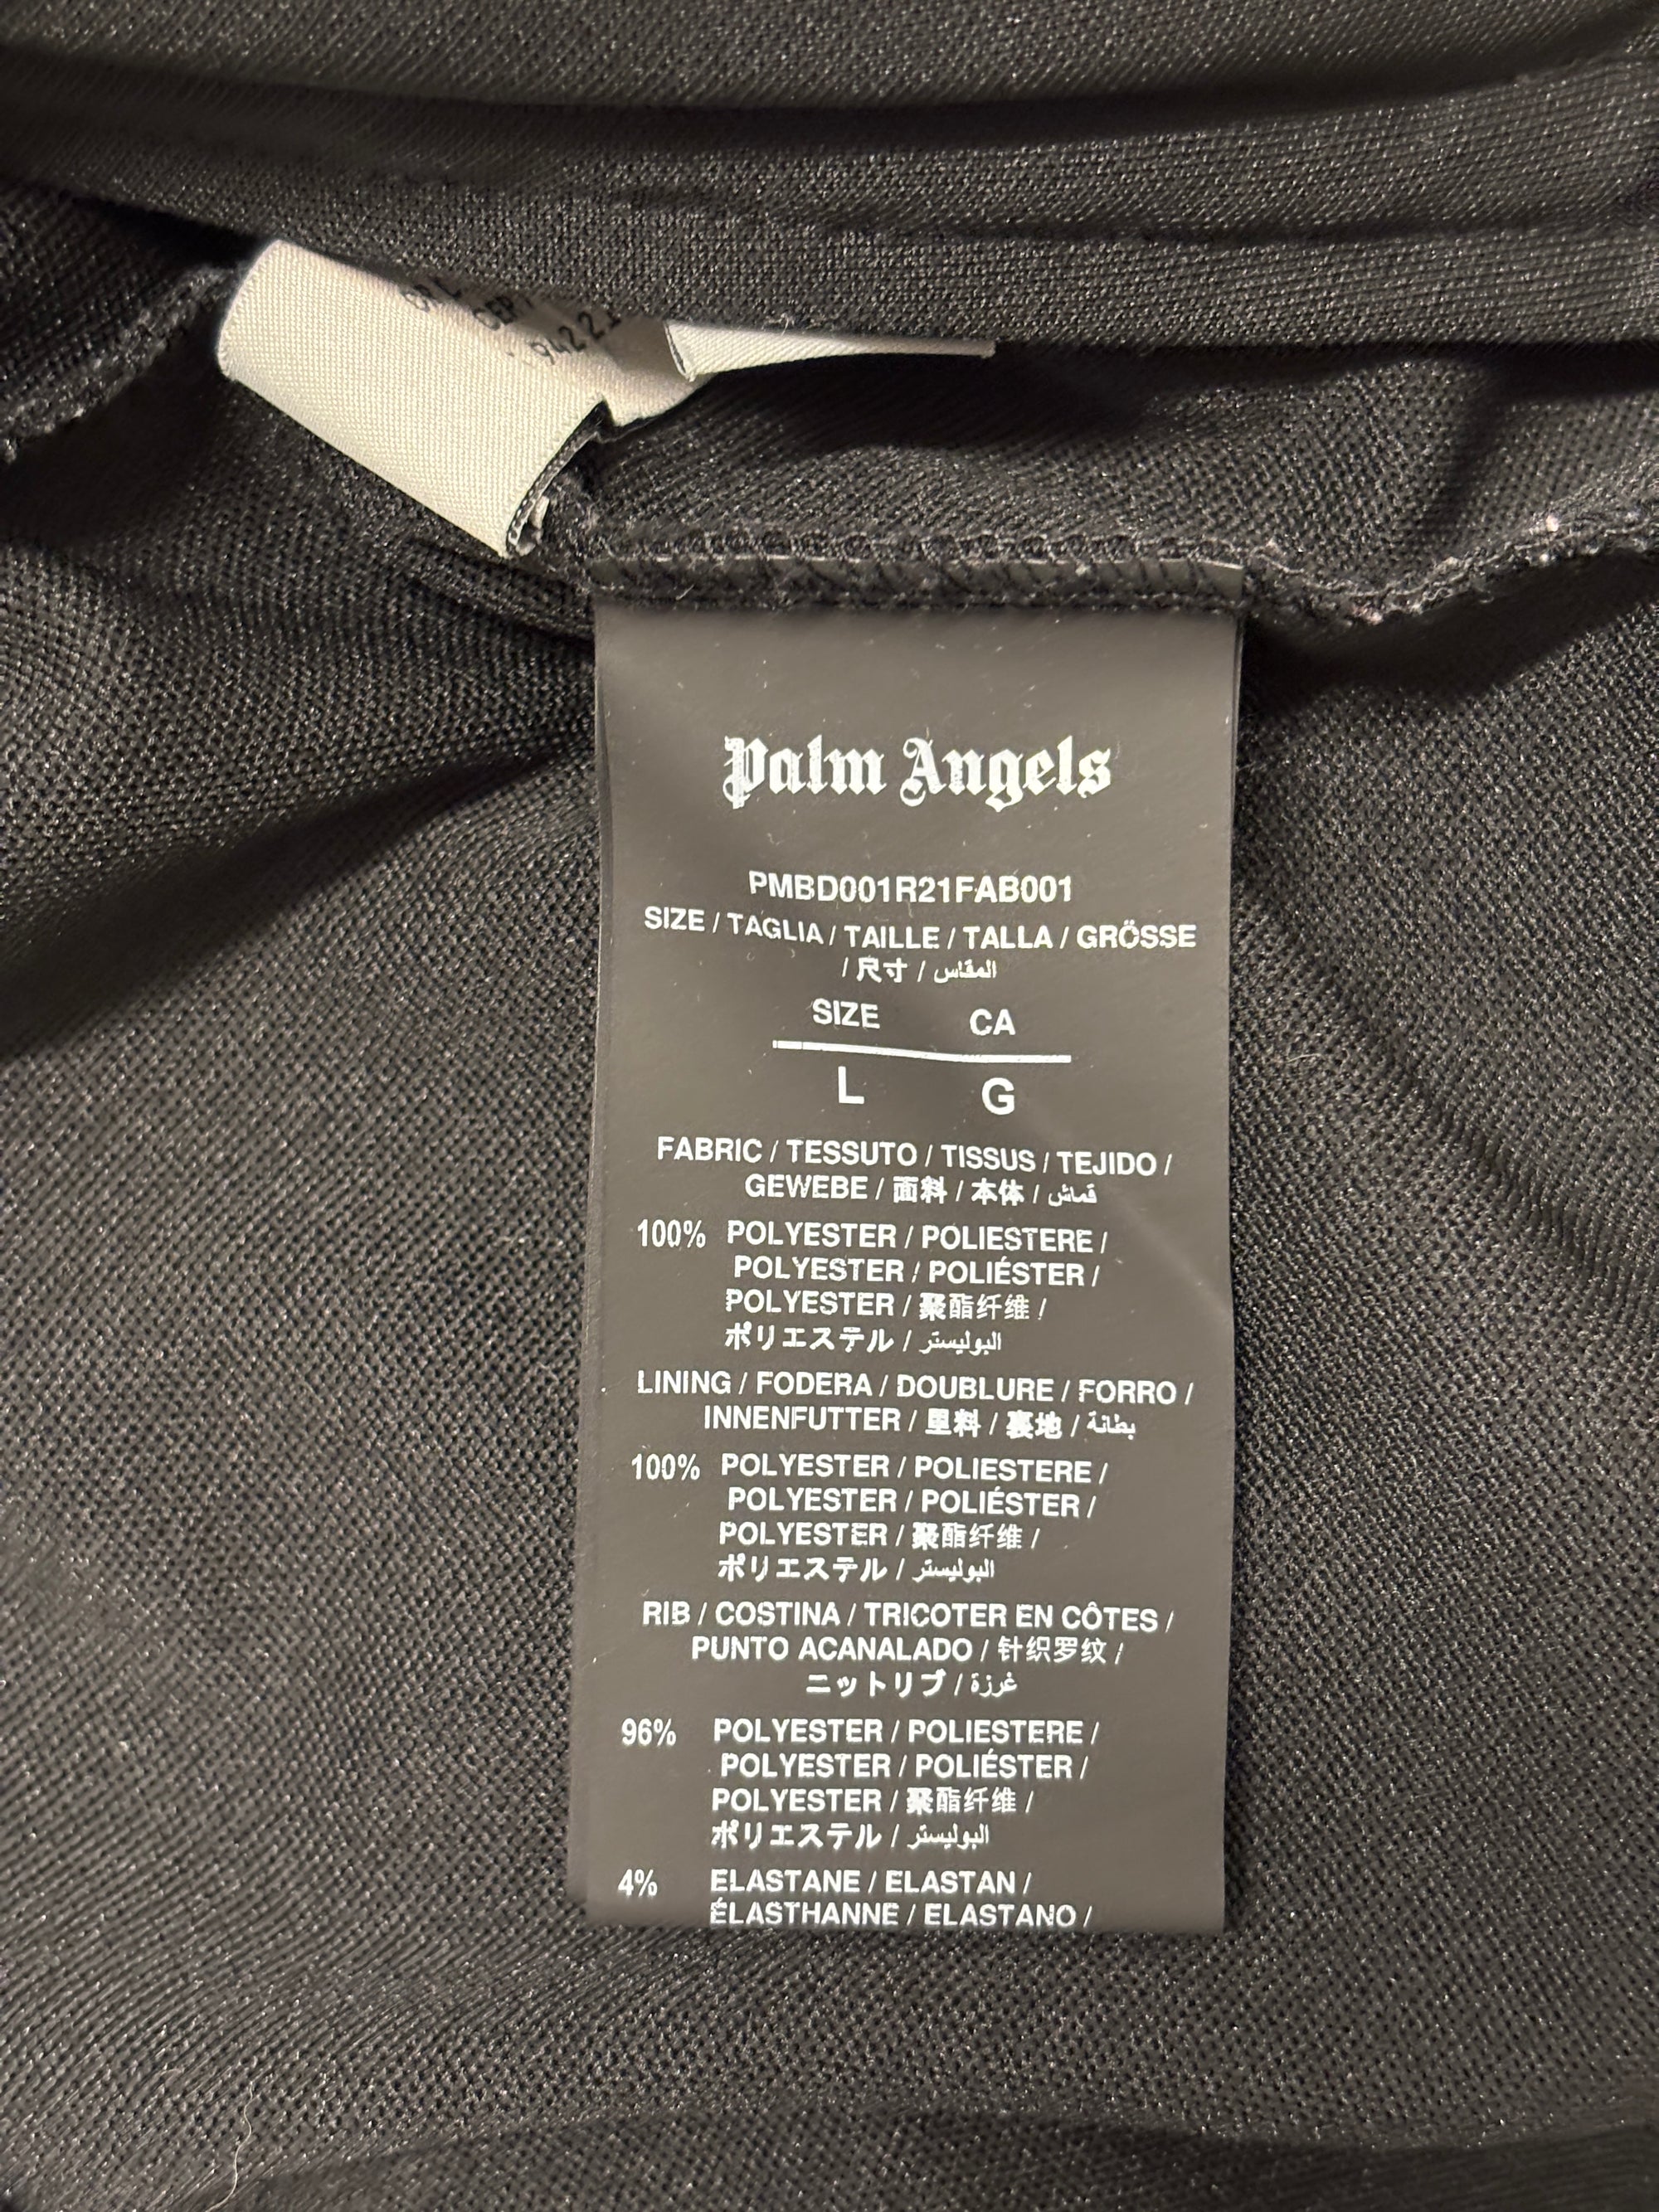 94221
Palm Angels
PMBD001R21FAB001
SIZE / TAGLIA / TAILLE / TALLA / GRÖSSE
/ 尺寸 / المقاس
SIZE CA
L G
FABRIC / TESSUTO / TISSUS / TEJIDO /
GEWEBE / 面料 / 本体 / قماش
100% POLYESTER / POLIESTERE /
POLYESTER / POLIÉSTER /
POLYESTER / 聚酯纤维 /
ポリエステル / البوليستر
LINING / FODERA / DOUBLURE / FORRO /
INNENFUTTER / 里料 / 裏地 / بطانة
100% POLYESTER / POLIESTERE /
POLYESTER / POLIÉSTER /
POLYESTER / 聚酯纤维 /
ポリエステル / البوليستر
RIB / COSTINA / TRICOTER EN CÔTES /
PUNTO ACANALADO / 针织罗纹 /
ニットリブ / غرزة
96% POLYESTER / POLIESTERE /
POLYESTER / POLIÉSTER /
POLYESTER / 聚酯纤维 /
ポリエステル / البوليستر
4% ELASTANE / ELASTAN /
ÉLASTHANNE / ELASTANO /